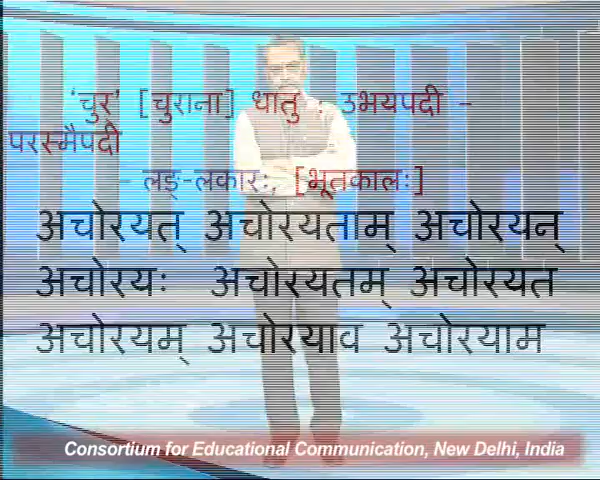 'चुर' [चुराना] धातु : उभयपदी –
परस्मैपदी
- लङ्-लकारः, [भूतकालः]
अचोरयत् अचोरयताम् अचोरयन्
अचोरयः अचोरयतम् अचोरयत
अचोरयम् अचोरयाव अचोरयाम
Consortium for Educational Communication, New Delhi, India